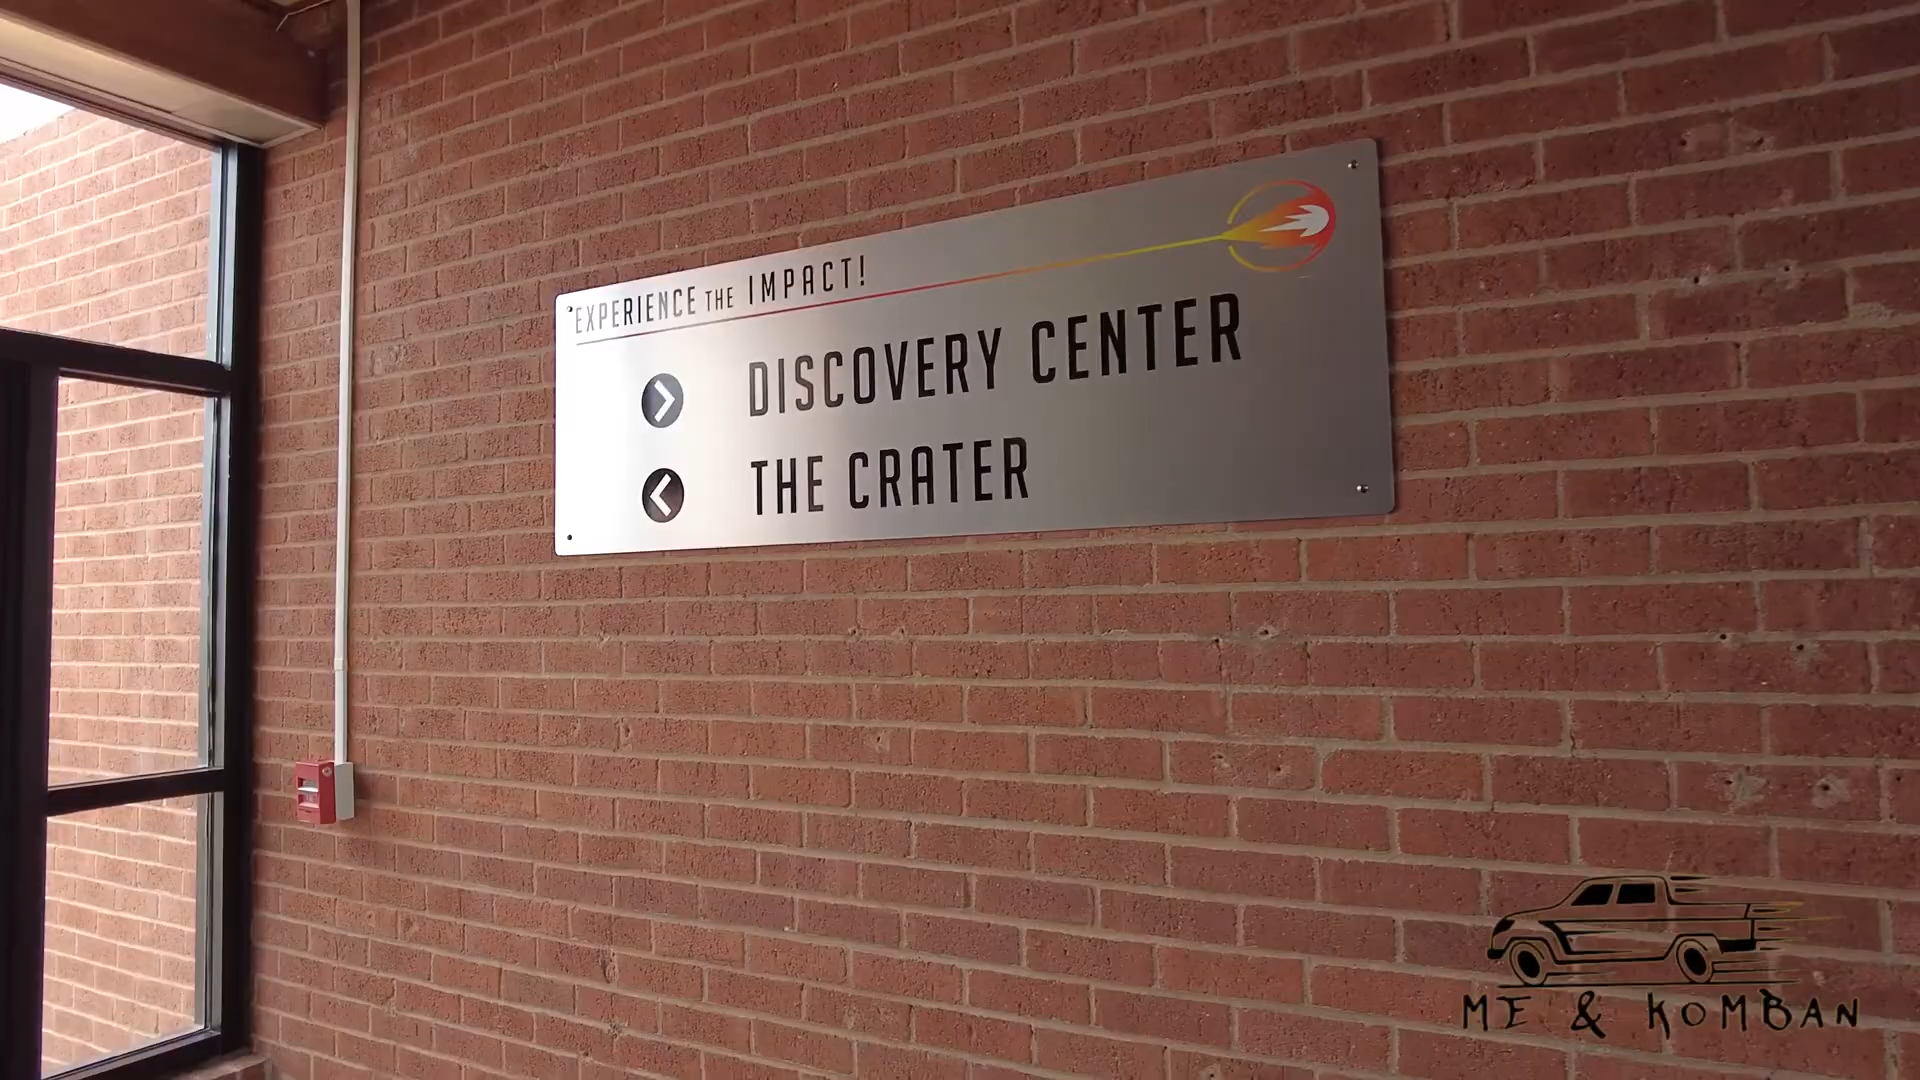 EXPERIENCE THE IMPACT!
DISCOVERY CENTER
THE CRATER
ME & KOMBAN